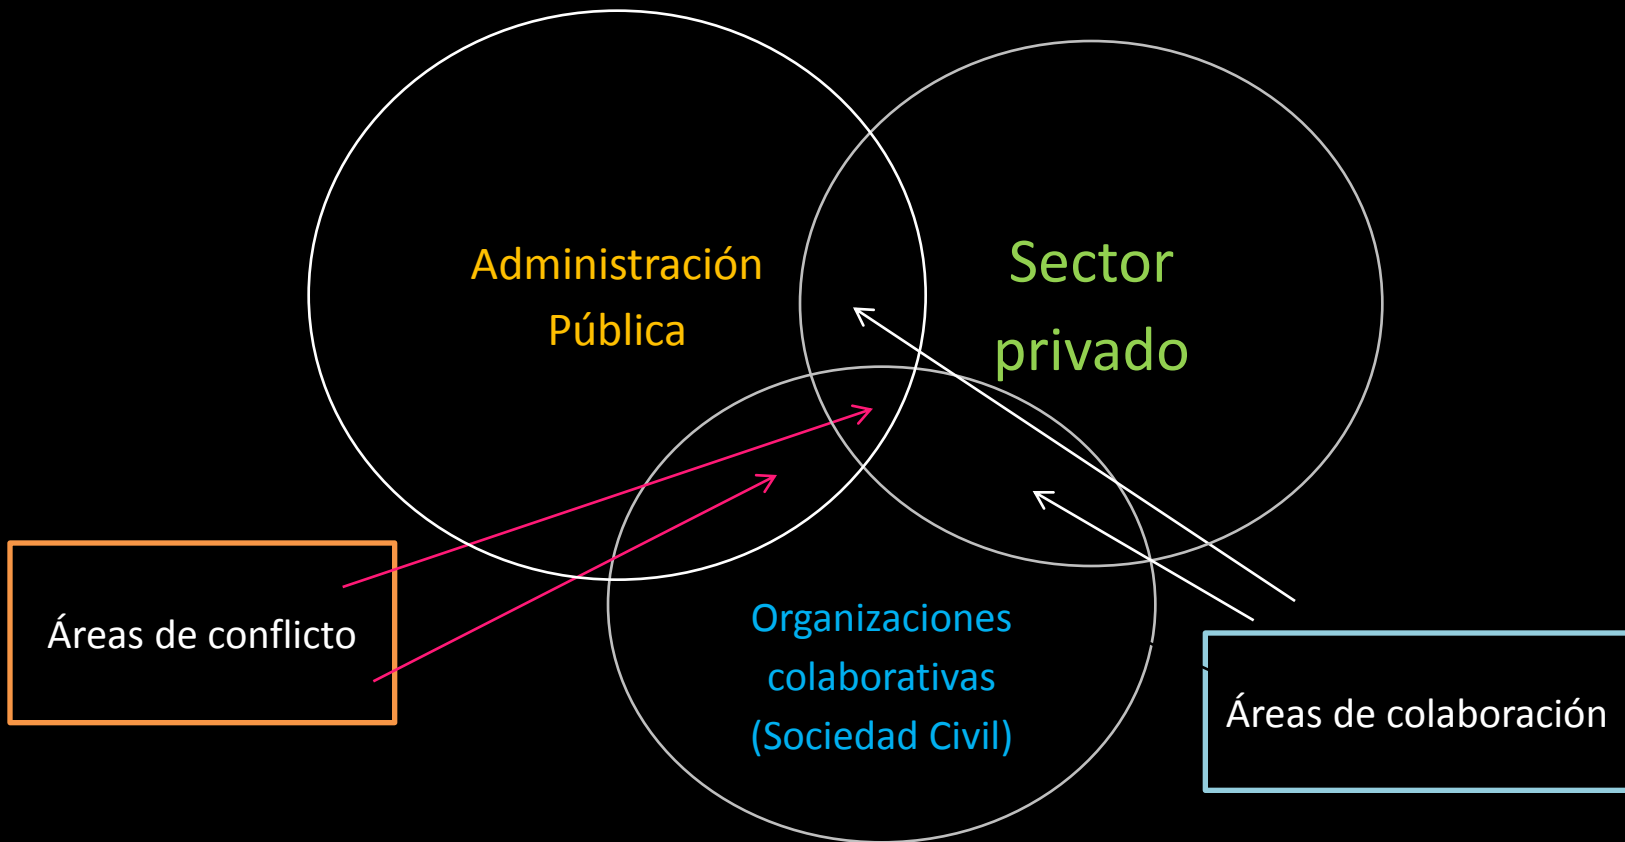 Administración
Pública
Sector
privado
Áreas de conflicto
Organizaciones
colaborativas
(Sociedad Civil)
Áreas de colaboración